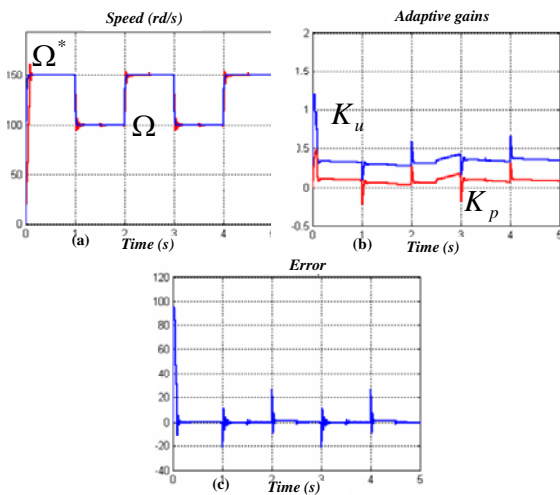 Speed (rd/s)
Ω*
150
Ω
100
50
0
0 1 2 3 4 5
(a)
Time (s)
Adaptive gains
2
1.5
1
K_u
0.5
0
K_p
-0.5
0 1 2 3 4 5
(b)
Time (s)
Error
120
100
80
60
40
20
0
-20
-40
0 1 2 3 4 5
(c)
Time (s)